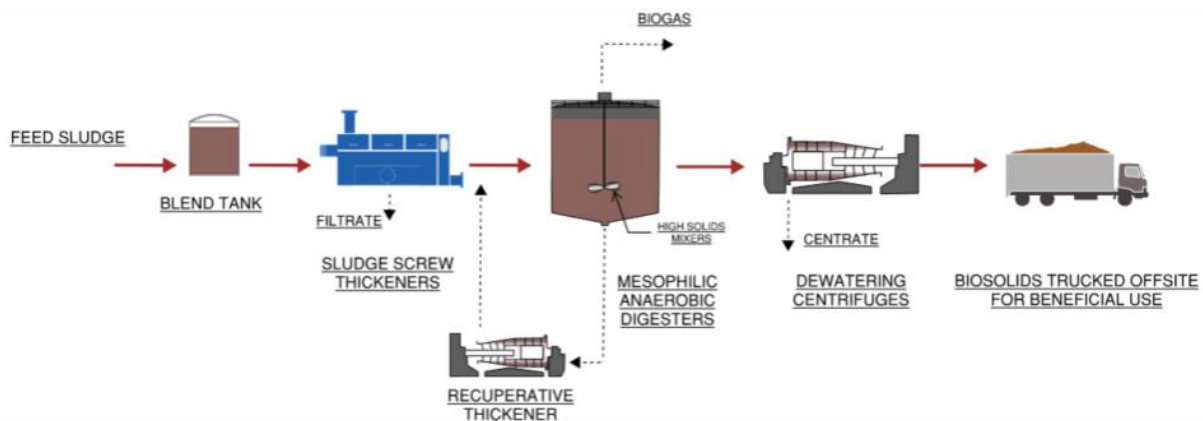 BIOGAS
FEED SLUDGE
BLEND TANK
FILTRATE
SLUDGE SCREW
THICKENERS
HIGH SOLIDS
MIXERS
MESOPHILIC
ANAEROBIC
DIGESTERS
RECUPERATIVE
THICKENER
CENTRATE
DEWATERING
CENTRIFUGES
BIOSOLIDS TRUCKED OFFSITE
FOR BENEFICIAL USE